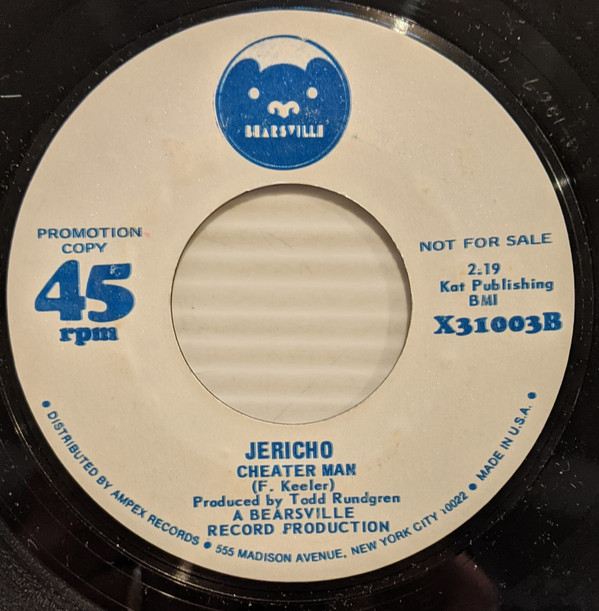 BEARSVILLE
PROMOTION
COPY
45
rpm
NOT FOR SALE
2:19
Kat Publishing
BMI
X31003B
JERICHO
CHEATER MAN
(F. Keeler)
Produced by Todd Rundgren
A BEARSVILLE
RECORD PRODUCTION
• DISTRIBUTED BY AMPEX RECORDS • 555 MADISON AVENUE, NEW YORK CITY 10022 • MADE IN U.S.A. •